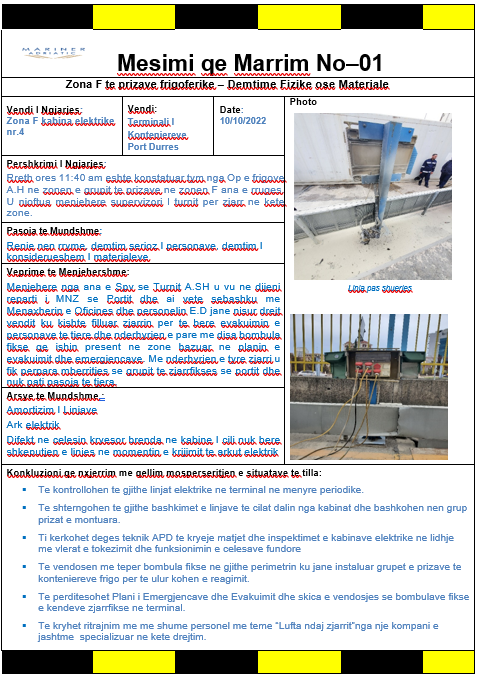 MARINER
ADRIATIC
Mesimi qe Marrim No–01
Zona F te prizave frigoferike – Demtime Fizike ose Materiale
Vendi I Ngjarjes:
Zona F kabina elektrike
nr.4
Vendi:
Terminali I
Kontenjereve
Port Durres
Date:
10/10/2022
Photo
Pershkrimi I Ngjarjes:
Rreth ores 11:40 am eshte konstatuar tym nga Op e frigove
A.H ne zonen e grupit te prizave ne zonen F ana e rruges.
U njoftua menjehere supervizori I turnit per zjarr ne kete
zone.
Pasoja te Mundshme:
Renie nen rryme, demtim serioz I personave, demtim I
konsiderueshem I materialeve.
Veprime te Menjehershme:
Menjehere nga ana e Spv se Turnit A.SH u vu ne dijeni
reparti i MNZ se Portit dhe ai vete sebashku me
Menaxherin e Oficines dhe personelin E.D jane nisur drejt
vendit ku kishte filluar zjarrin per te bere evakuimin e
personave te tjere dhe nderhyrjen e pare me disa bombula
fikse qe ishin present ne zone bazuar ne planin e
evakuimit dhe emergjencave. Me nderhyrjen e tyre zjarri u
fik perpara mberrities se grupit te zjarrfikses se portit dhe
nuk pati pasoja te tjera.
Arsye te Mundshme :
Amortizim I Linjave
Ark elektrik
Difekt ne celesin kryesor brenda ne kabine I cili nuk bere
shkeputjen e linjes ne momentin e krijimit te arkut elektrik
Linja pas shuerjes
Konkluzioni qe nxjerrim me qellim mosperseritjen e situatave te tilla:
▪ Te kontrollohen te gjithe linjat elektrike ne terminal ne menyre periodike.
▪ Te shterngohen te gjithe bashkimet e linjave te cilat dalin nga kabinat dhe bashkohen nen grup
prizat e montuara.
▪ Ti kerkohet deges teknik APD te kryeje matjet dhe inspektimet e kabinave elektrike ne lidhje
me vlerat e tokezimit dhe funksionimin e celesave fundore
▪ Te vendosen me teper bombula fikse ne gjithe perimetrin ku jane instaluar grupet e prizave te
kontenjereve frigo per te ulur kohen e reagimit.
▪ Te perditesohet Plani i Emergjencave dhe Evakuimit dhe skica e vendosjes se bombulave fikse
e kendeve zjarrfikse ne terminal.
▪ Te kryhet ritrajnim me me shume personel me teme “Lufta ndaj zjarrit”nga nje kompani e
jashtme specializuar ne kete drejtim.